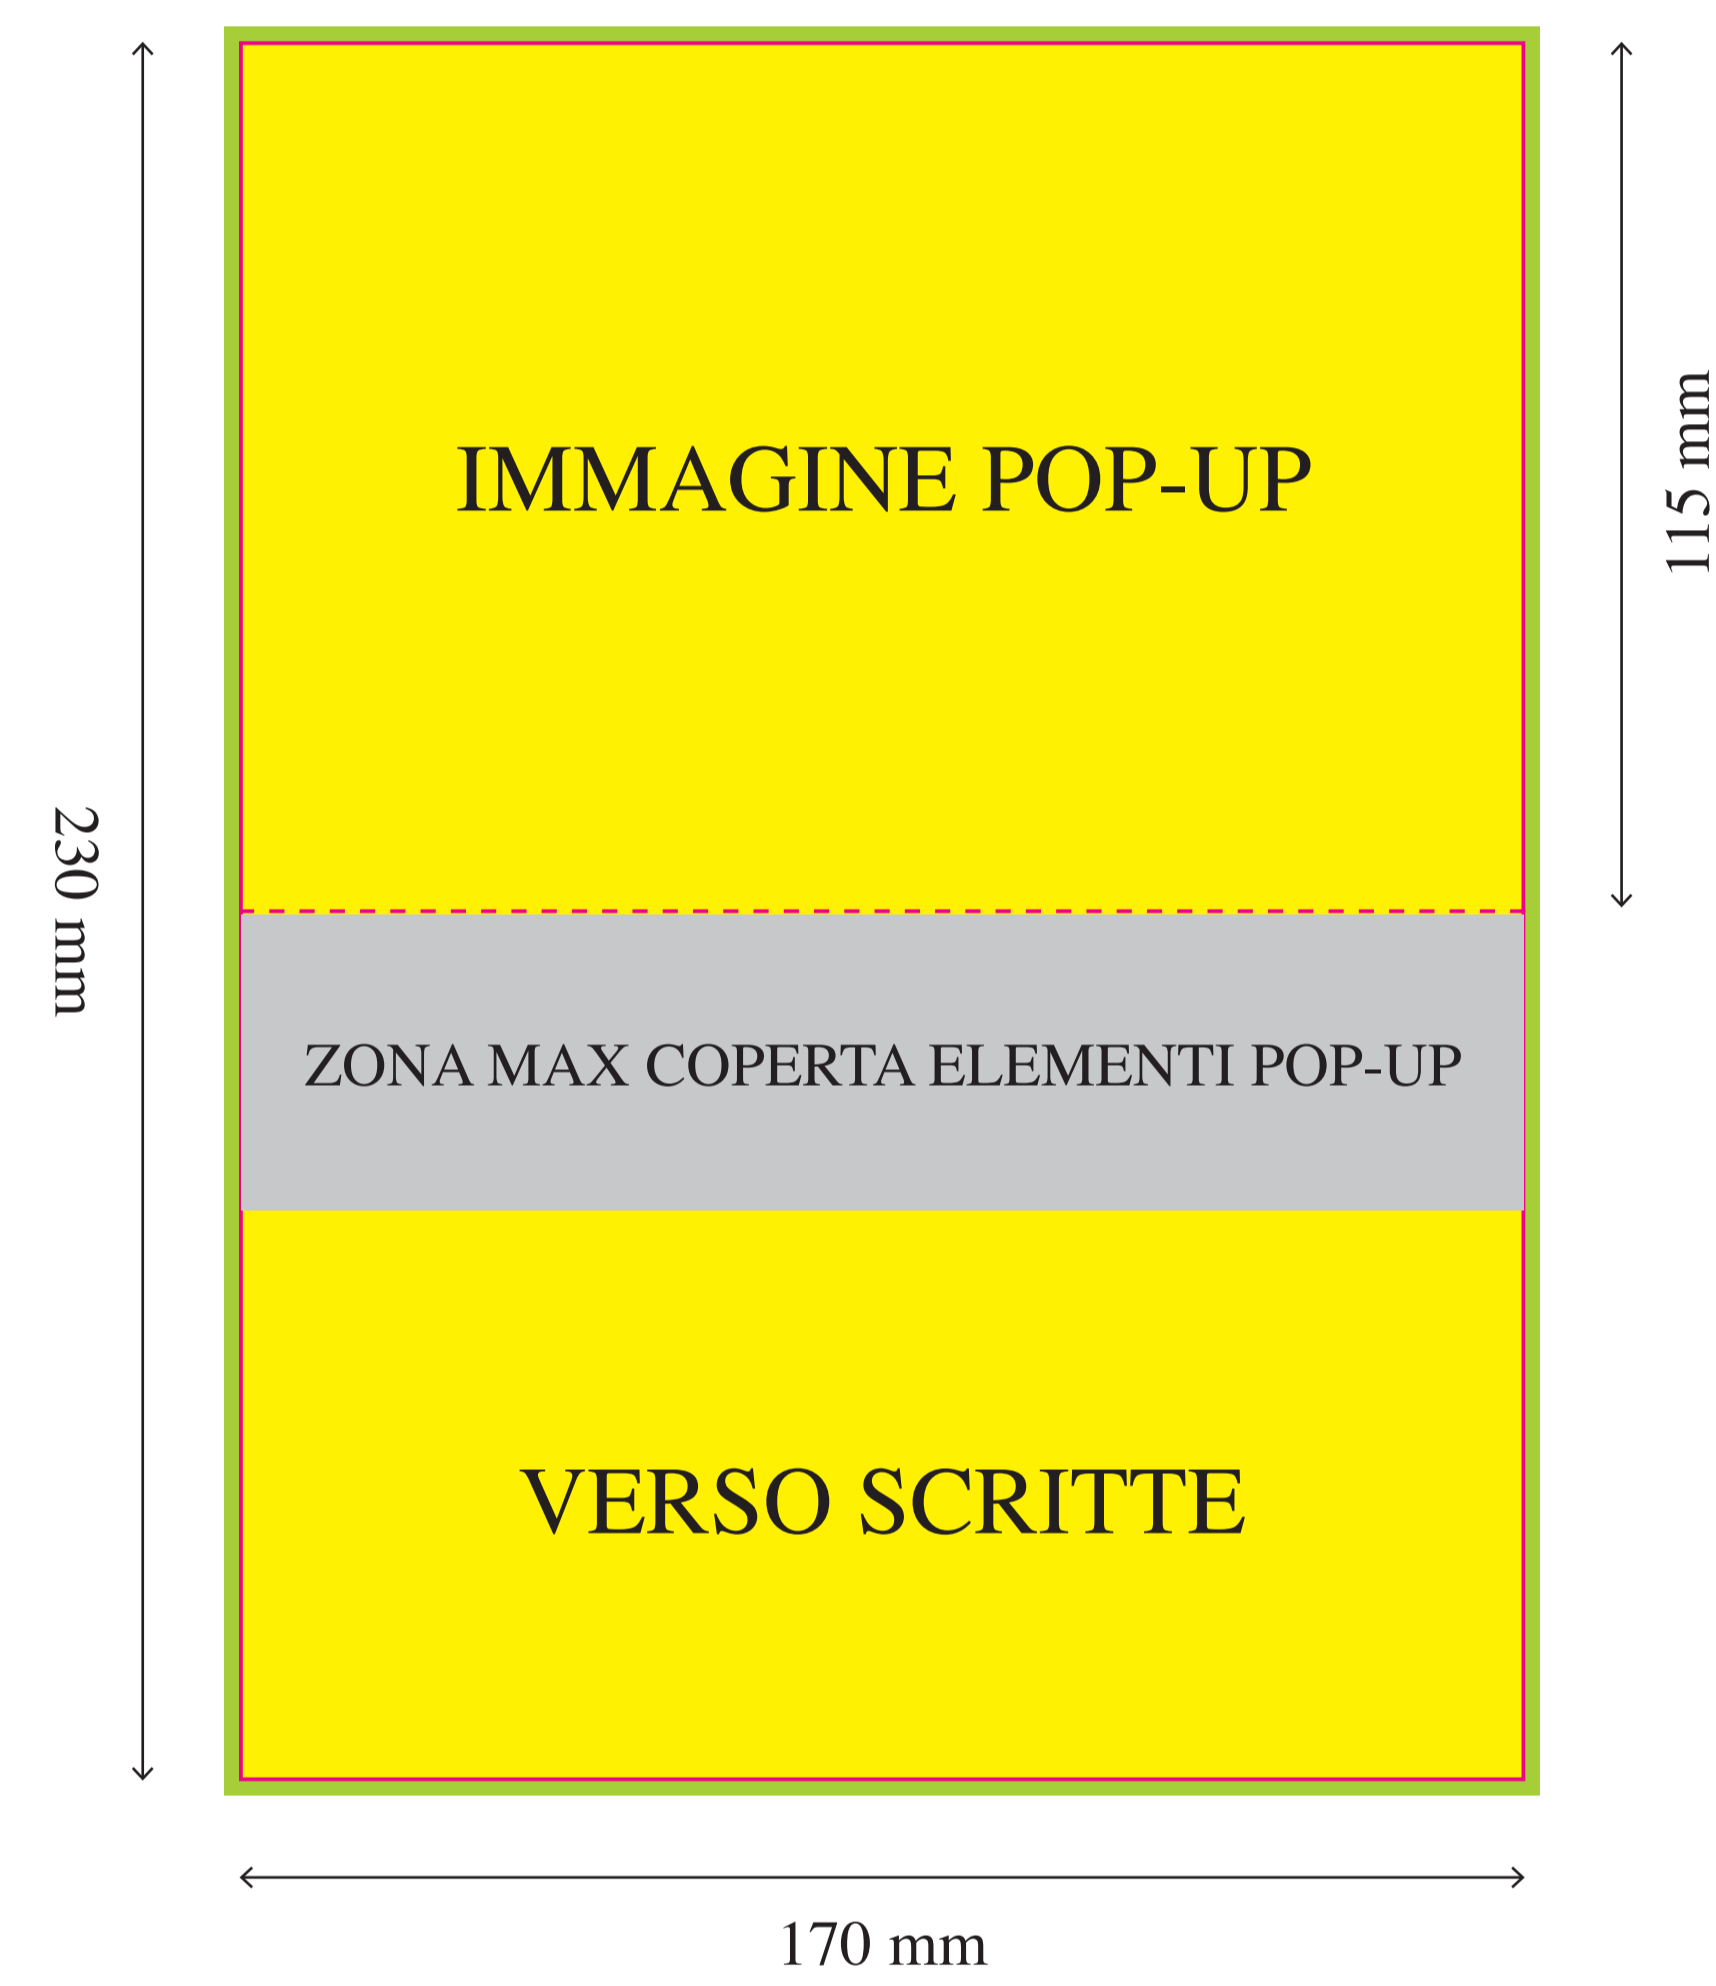 IMMAGINE POP-UP
115 mm
230 mm
ZONA MAX COPERTA ELEMENTI POP-UP
VERSO SCRITTE
170 mm